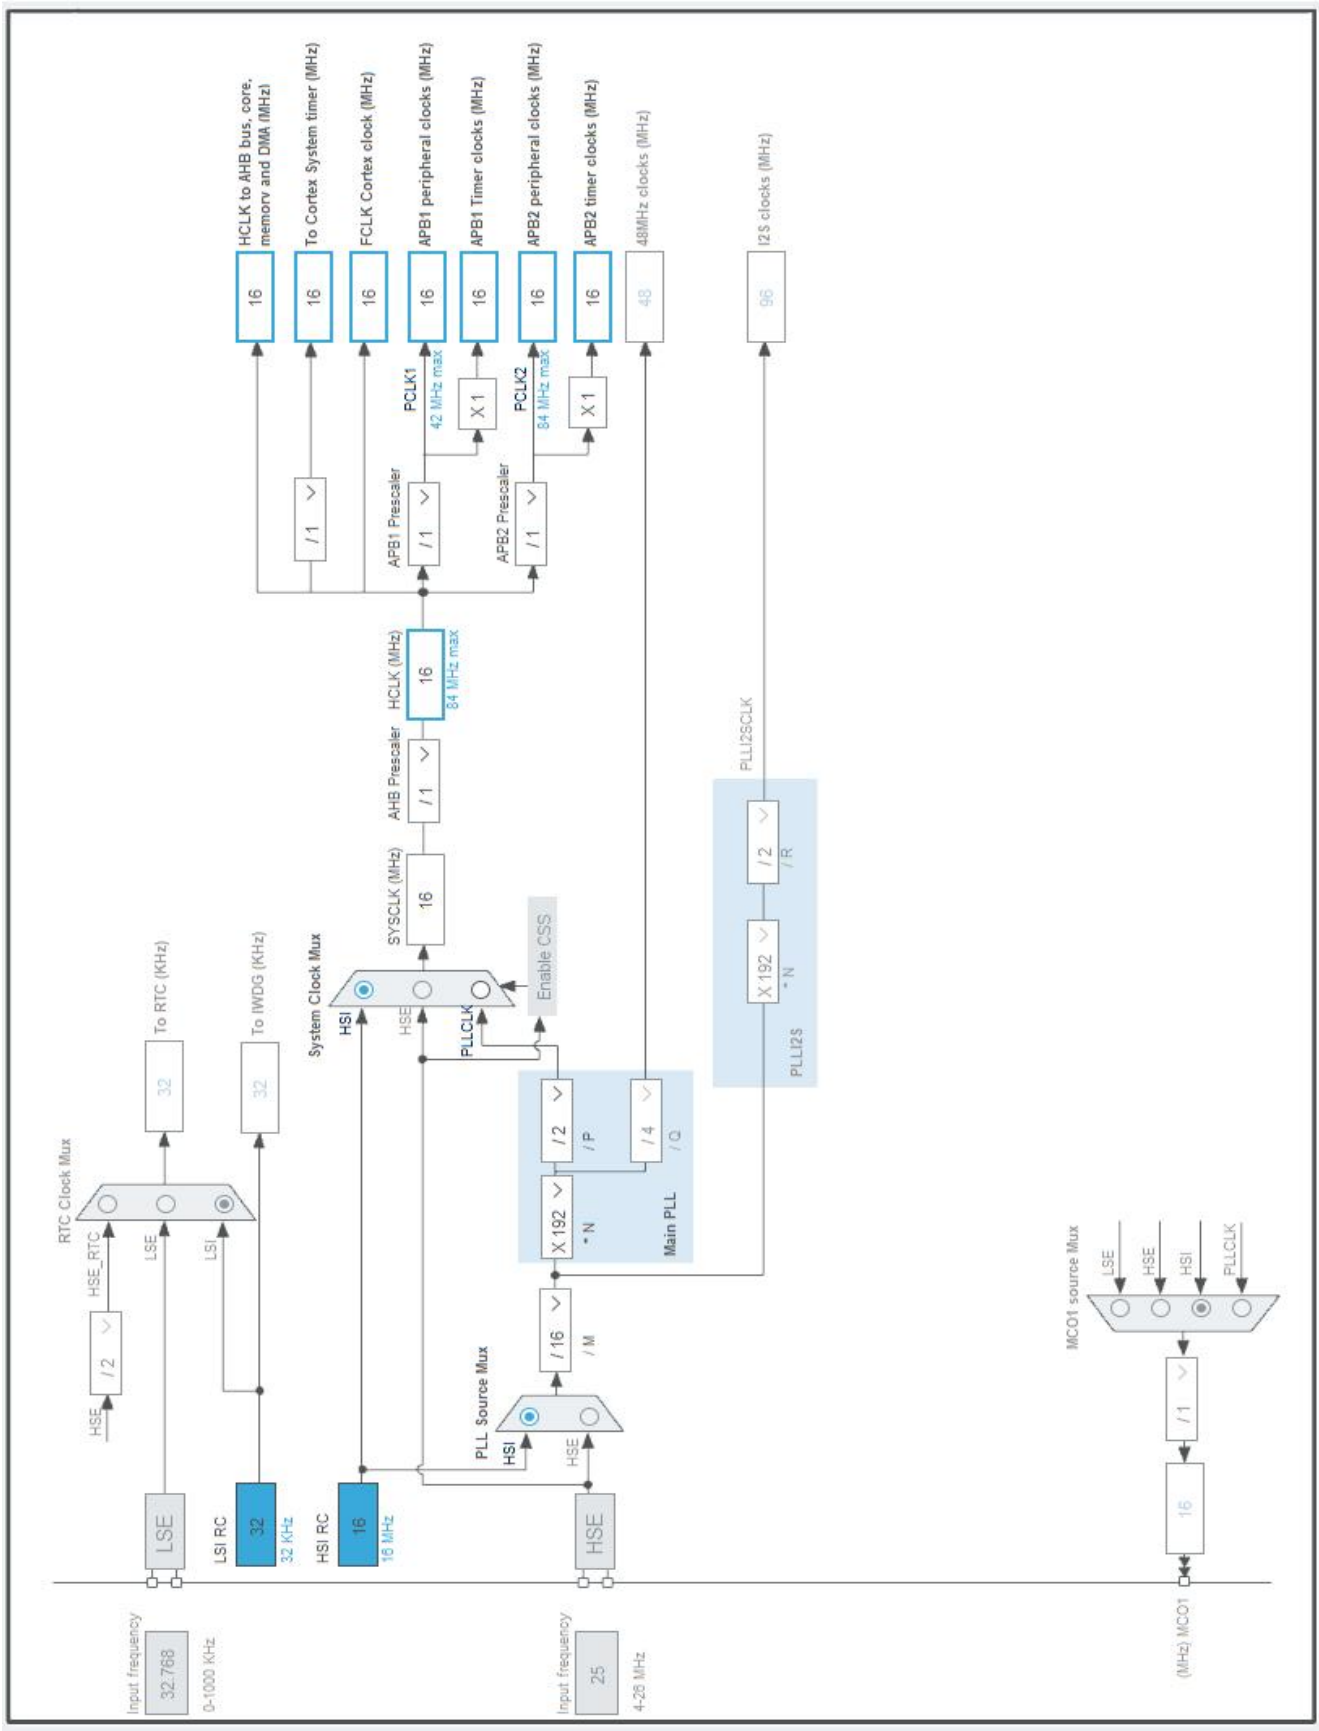 Input frequency
32.768
0-1000 KHz
LSE
HSE
/ 2
HSE_RTC
RTC Clock Mux
LSE
LSI
32
To RTC (KHz)
LSI RC
32
32 KHz
32
To IWDG (KHz)
HSI RC
16
16 MHz
Input frequency
25
4-26 MHz
HSE
PLL Source Mux
HSI
HSE
/ 16
/ M
X 192
* N
/ 2
/ P
/ 4
/ Q
Main PLL
System Clock Mux
HSI
HSE
PLLCLK
Enable CSS
SYSCLK (MHz)
16
AHB Prescaler
/ 1
HCLK (MHz)
16
84 MHz max
/ 1
APB1 Prescaler
/ 1
PCLK1
42 MHz max
X 1
APB2 Prescaler
/ 1
PCLK2
84 MHz max
X 1
16
HCLK to AHB bus, core,
memory and DMA (MHz)
16
To Cortex System timer (MHz)
16
FCLK Cortex clock (MHz)
16
APB1 peripheral clocks (MHz)
16
APB1 Timer clocks (MHz)
16
APB2 peripheral clocks (MHz)
16
APB2 timer clocks (MHz)
48
48MHz clocks (MHz)
PLLI2S
X 192
* N
/ 2
/ R
PLLI2SCLK
96
I2S clocks (MHz)
(MHz) MCO1
16
/ 1
MCO1 source Mux
LSE
HSE
HSI
PLLCLK